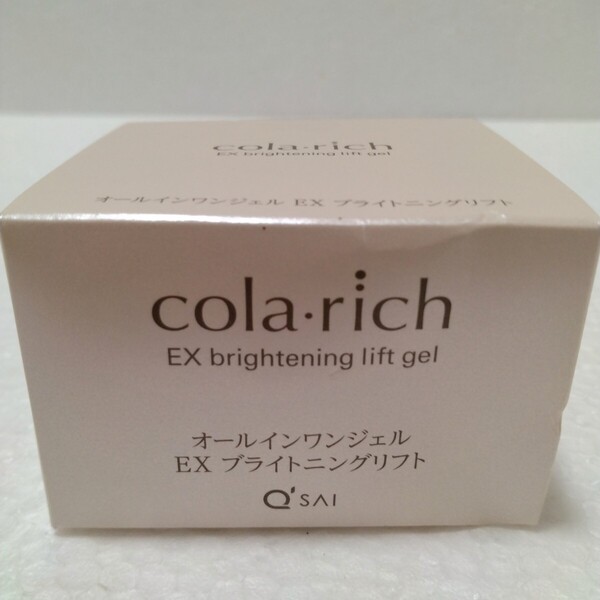 cola・rich
EX brightening lift gel
オールインワンジェル EX ブライトニングリフト
cola・rich
EX brightening lift gel
オールインワンジェル
EX ブライトニングリフト
Q'SAI